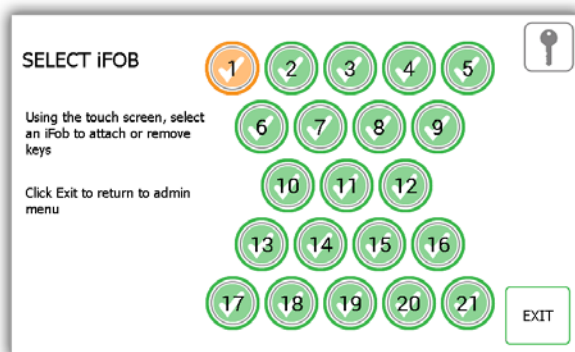 SELECT iFOB
Using the touch screen, select
an iFob to attach or remove
keys
Click Exit to return to admin
menu
1 2 3 4 5
6 7 8 9
10 11 12
13 14 15 16
17 18 19 20 21
EXIT